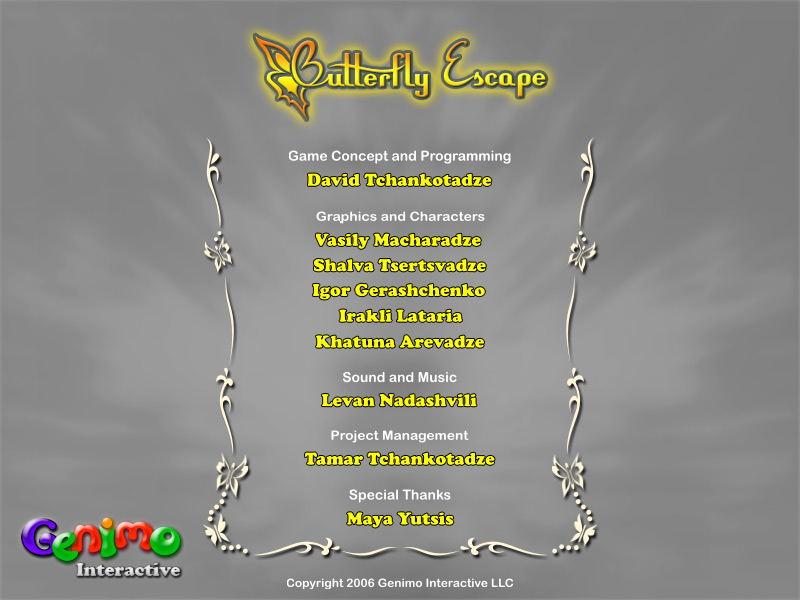 Butterfly Escape
Game Concept and Programming
David Tchankotadze
Graphics and Characters
Vasily Macharadze
Shalva Tsertsvadze
Igor Gerashchenko
Irakli Lataria
Khatuna Arevadze
Sound and Music
Levan Nadashvili
Project Management
Tamar Tchankotadze
Special Thanks
Maya Yutsis
Genimo
Interactive
Copyright 2006 Genimo Interactive LLC